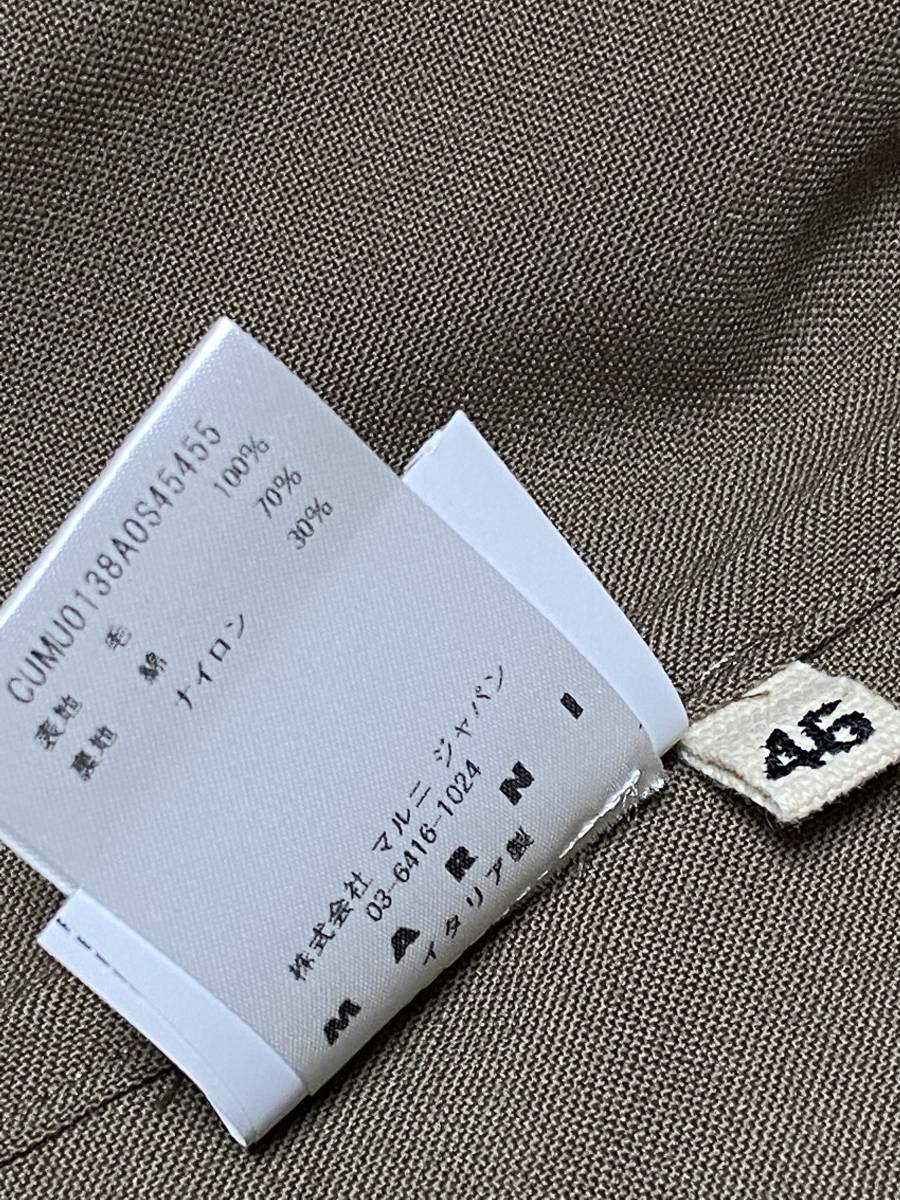 CUMU0138A0S45455
表地 毛 100%
裏地 綿 70%
ナイロン 30%
株式会社 マルニ ジャパン
03-6416-1024
MARNI
イタリア製
46